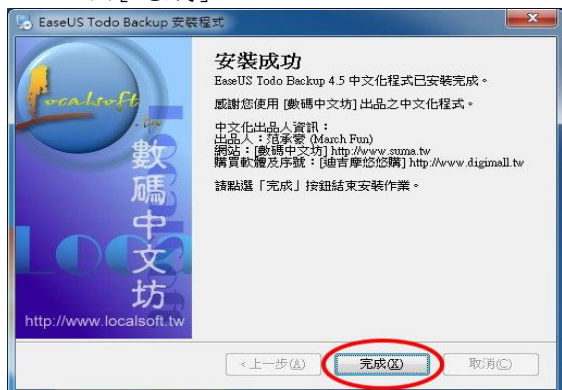 EaseUS Todo Backup 安裝程式
安裝成功
EaseUS Todo Backup 4.5 中文化程式已安裝完成。
感謝您使用 [數碼中文坊] 出品之中文化程式。
中文化出品人資訊：
出品人：范承豪 (March Fun)
網站：[數碼中文坊] http://www.suma.tw
購買軟體及序號：[迪吉摩悠悠購] http://www.digimall.tw
請點選「完成」按鈕結束安裝作業。
Localsoft
.tw
數碼中文坊
http://www.localsoft.tw
<上一步(A)
完成(X)
取消(C)